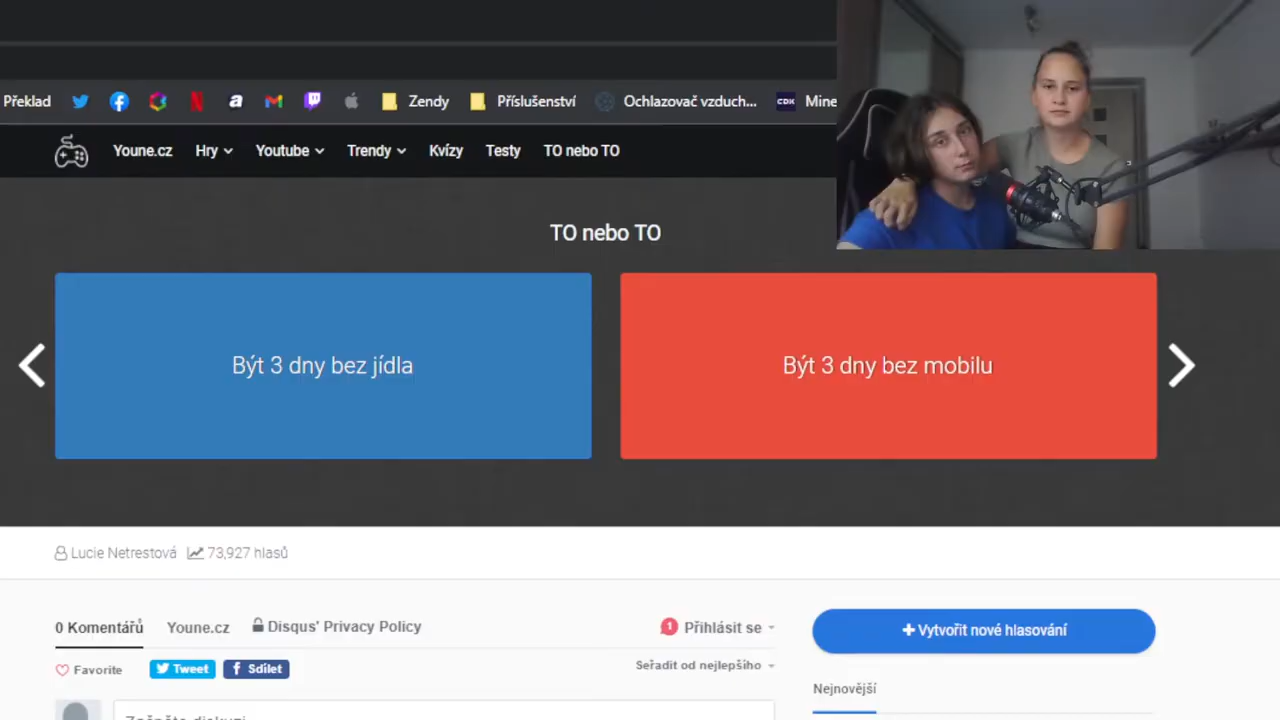 Překlad
Zendy
Příslušenství
Ochlazovač vzduch...
CDK
Mine
Youne.cz
Hry
Youtube
Trendy
Kvízy
Testy
TO nebo TO
TO nebo TO
Být 3 dny bez jídla
Být 3 dny bez mobilu
Lucie Netrestová
73,927 hlasů
0 Komentářů
Youne.cz
Disqus' Privacy Policy
1
Přihlásit se
Vytvořit nové hlasování
Favorite
Tweet
Sdílet
Seřadit od nejlepšího
Nejnovější